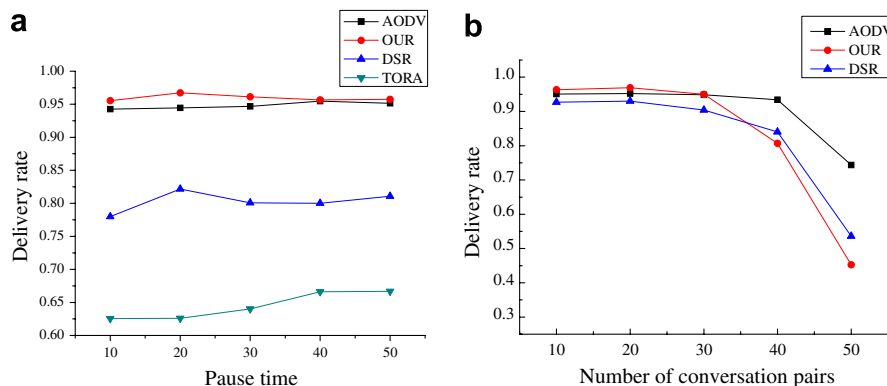 a
AODV
OUR
DSR
TORA
1.00
0.95
0.90
0.85
0.80
0.75
0.70
0.65
0.60
Delivery rate
10 20 30 40 50
Pause time
b
AODV
OUR
DSR
1.0
0.9
0.8
0.7
0.6
0.5
0.4
0.3
Delivery rate
10 20 30 40 50
Number of conversation pairs